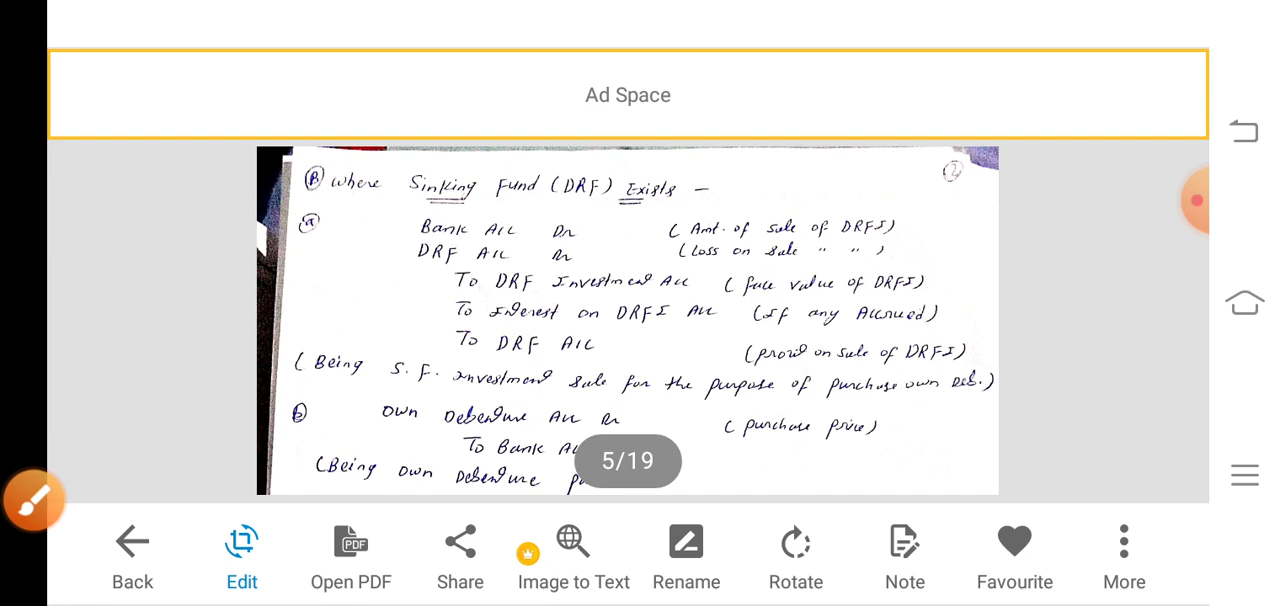 Ad Space
(B) Where Sinking Fund (DRF) Exists - (2)
(a) Bank A/c Dr (Amt. of sale of DRFI)
DRF A/c Dr (Loss on sale " " )
To DRF Investment A/c (face value of DRFI)
To Interest on DRFI A/c (If any Accrued)
To DRF A/c (profit on sale of DRFI)
(Being S.F. Investment sale for the purpose of purchase own Deb.)
(b) Own Debenture A/c Dr (purchase price)
To Bank A/
(Being own Debenture
5/19
Back Edit Open PDF Share Image to Text Rename Rotate Note Favourite More
PDF